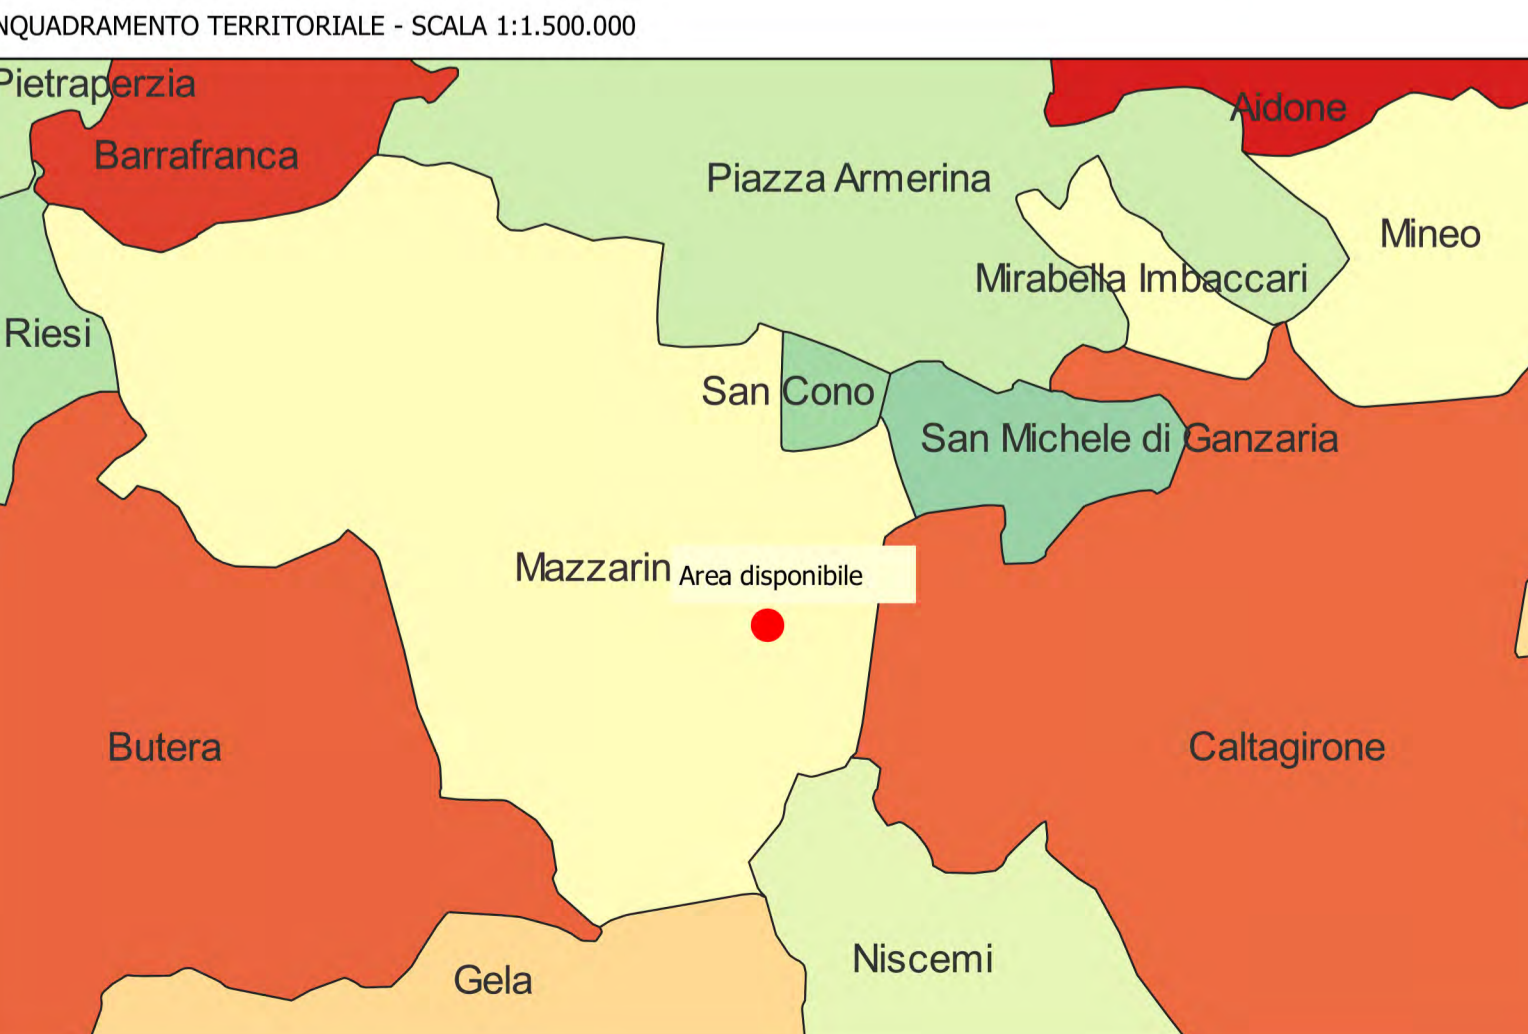 NQUADRAMENTO TERRITORIALE - SCALA 1:1.500.000
Pietraperzia
Aidone
Barrafranca
Piazza Armerina
Mineo
Mirabella Imbaccari
Riesi
San Cono
San Michele di Ganzaria
Mazzarin
Area disponibile
Butera
Caltagirone
Niscemi
Gela